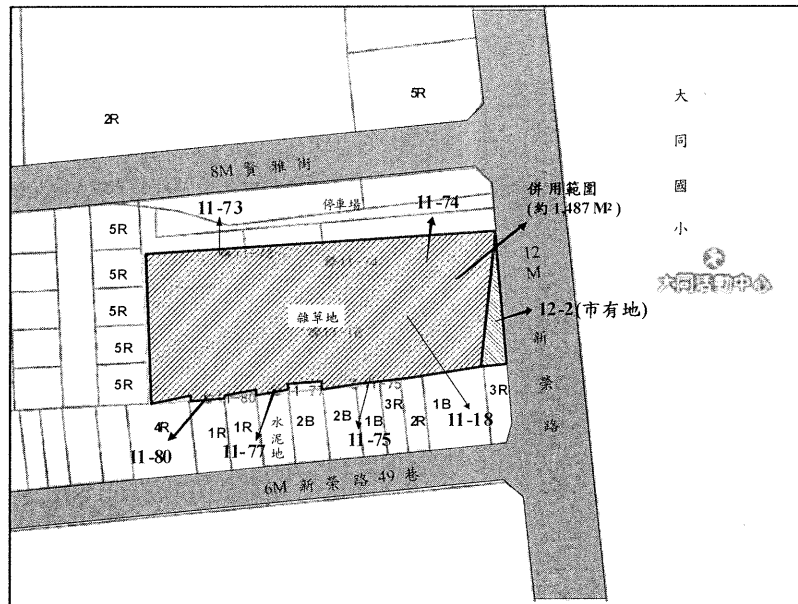 2R
5R
大同國小
8M 賢雅街
停車場
11-73
11-74
併用範圍
(約 1,487 M²)
5R
5R
5R
5R
5R
12M 新榮路
大同活動中心
12-2(市有地)
雜草地
4R
1R
1R
水泥地
2B
2B
1B
3R
2R
1B
3R
11-80
11-77
11-75
11-18
6M 新榮路 49 巷